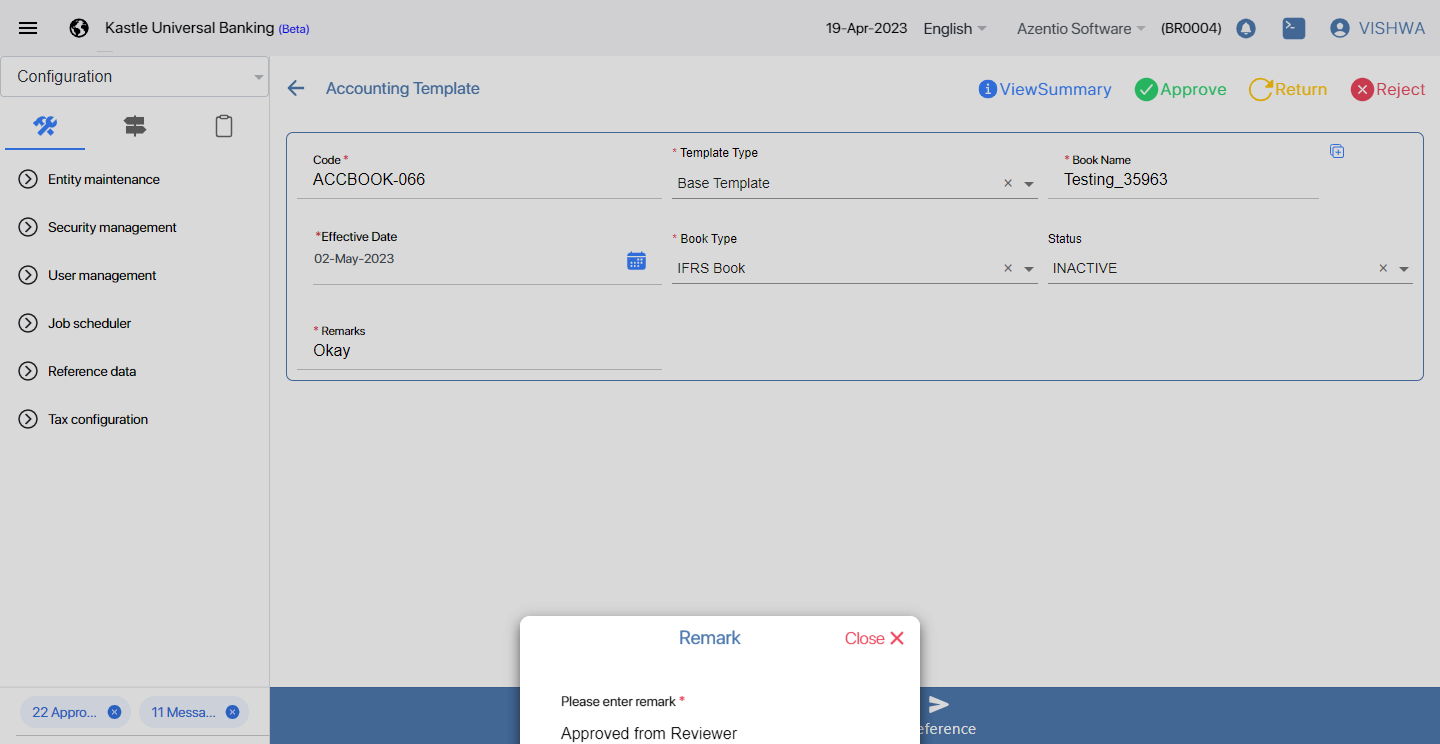 Kastle Universal Banking (Beta)
19-Apr-2023 English Azentio Software (BR0004) VISHWA
Configuration
Accounting Template
ViewSummary Approve Return Reject
Entity maintenance
Security management
User management
Job scheduler
Reference data
Tax configuration
Code *
ACCBOOK-066
* Template Type
Base Template ×
* Book Name
Testing_35963
*Effective Date
02-May-2023
* Book Type
IFRS Book ×
Status
INACTIVE ×
* Remarks
Okay
Remark
Close
Please enter remark *
Approved from Reviewer
22 Appro...
11 Messa...
eference